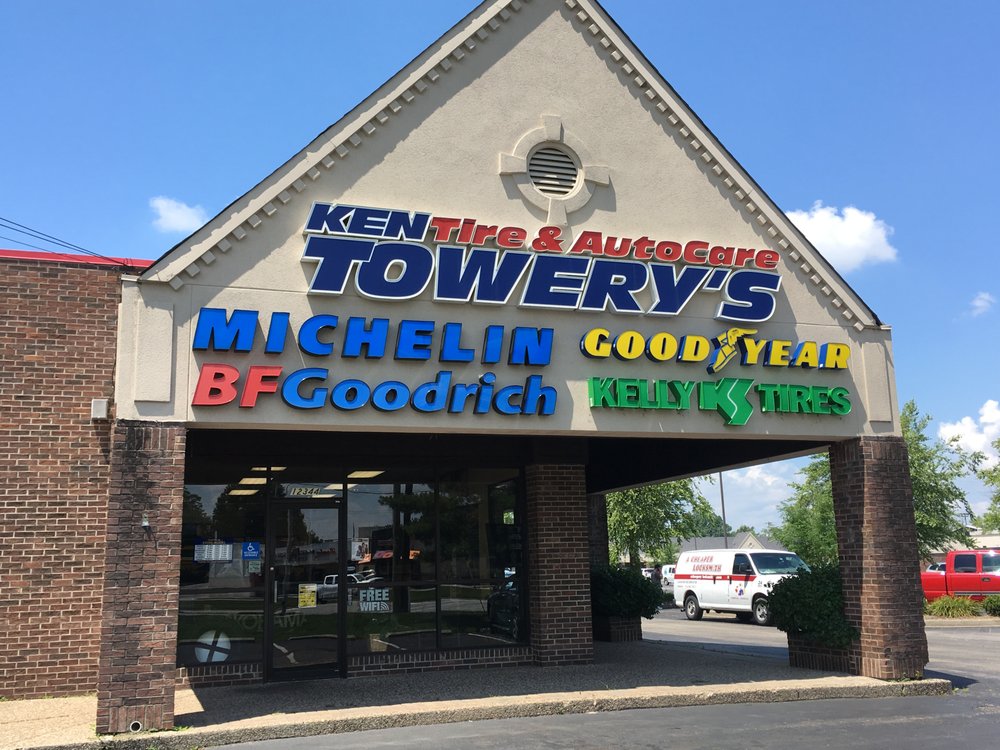 KEN Tire & AutoCare
TOWERY'S
MICHELIN
GOODYEAR
BFGoodrich
KELLY TIRES
12344
FREE
WiFi
A CHEAPER
LOCKSMITH